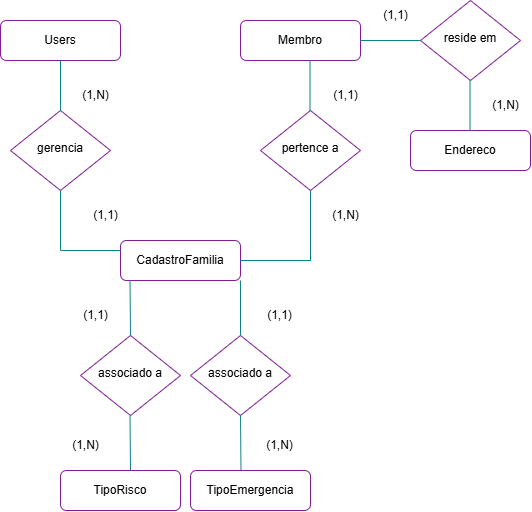 Users
Membro
(1,1)
reside em
(1,N)
(1,1)
(1,N)
gerencia
pertence a
Endereco
(1,1)
(1,N)
CadastroFamilia
(1,1)
(1,1)
associado a
associado a
(1,N)
(1,N)
TipoRisco
TipoEmergencia